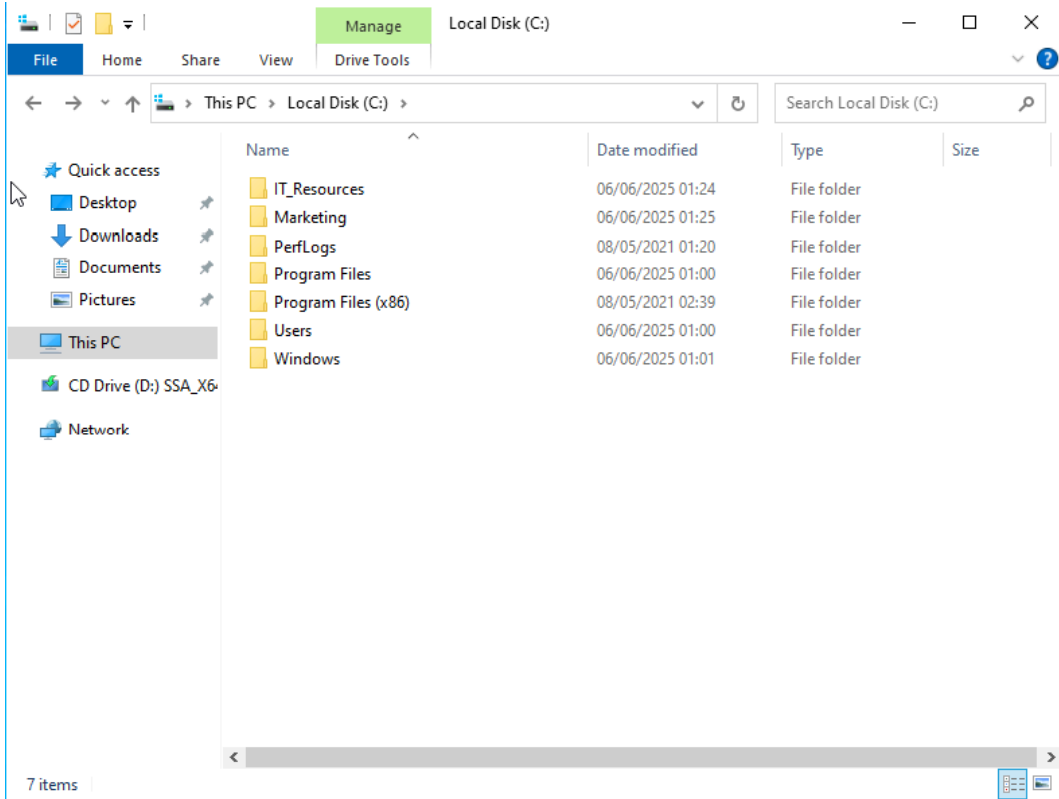 Manage
Local Disk (C:)
File
Home
Share
View
Drive Tools
?
This PC > Local Disk (C:) >
Search Local Disk (C:)
Name
Date modified
Type
Size
Quick access
Desktop
Downloads
Documents
Pictures
This PC
CD Drive (D:) SSA_X64
Network
IT_Resources 06/06/2025 01:24 File folder
Marketing 06/06/2025 01:25 File folder
PerfLogs 08/05/2021 01:20 File folder
Program Files 06/06/2025 01:00 File folder
Program Files (x86) 08/05/2021 02:39 File folder
Users 06/06/2025 01:00 File folder
Windows 06/06/2025 01:01 File folder
7 items